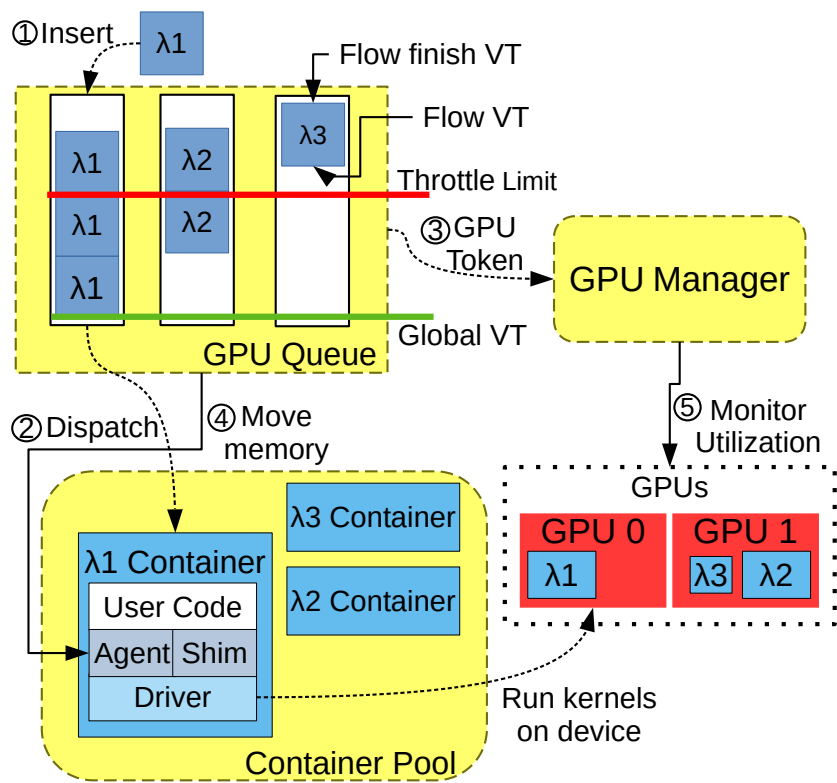 ①Insert
λ1
Flow finish VT
Flow VT
λ1
λ2
λ3
Throttle Limit
λ1
λ2
③GPU
Token
λ1
GPU Manager
Global VT
GPU Queue
②Dispatch
④Move
memory
⑤Monitor
Utilization
GPUs
GPU 0
GPU 1
λ1
λ3
λ2
λ3 Container
λ1 Container
λ2 Container
User Code
Agent
Shim
Driver
Run kernels
on device
Container Pool